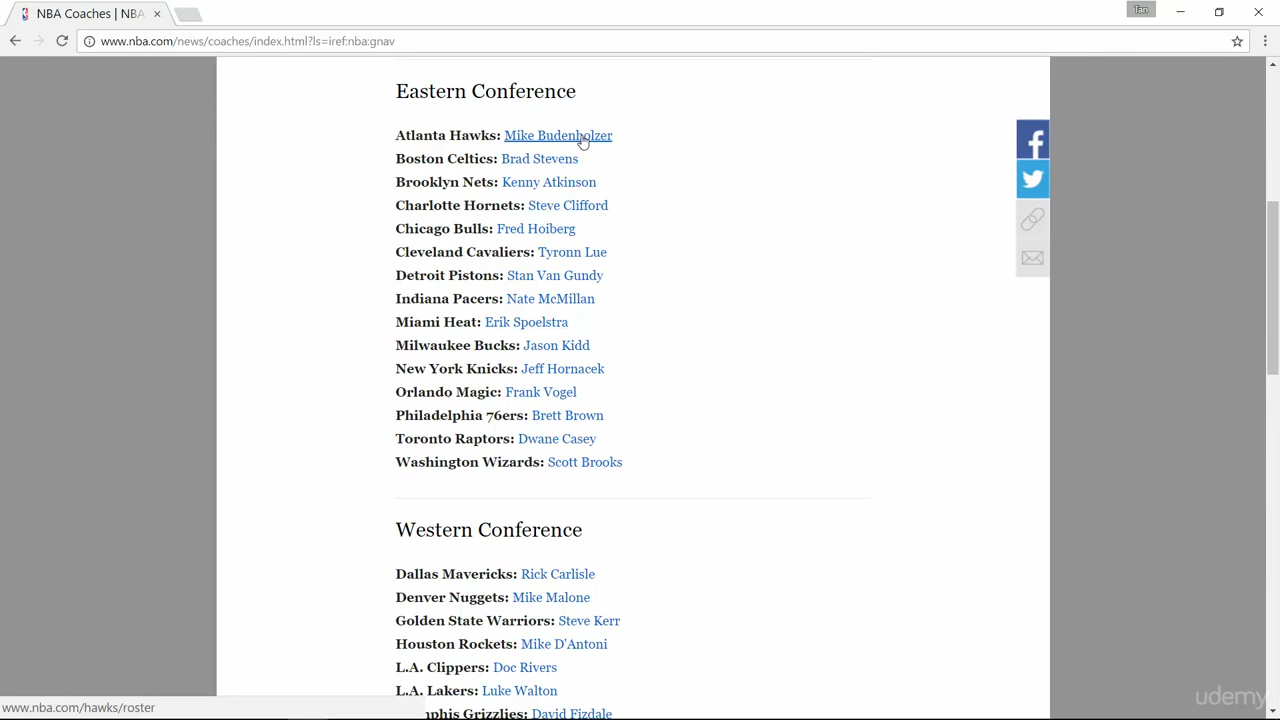 NBA Coaches | NBA
Tan
www.nba.com/news/coaches/index.html?ls=iref:nba:gnav
Eastern Conference
Atlanta Hawks: Mike Budenholzer
Boston Celtics: Brad Stevens
Brooklyn Nets: Kenny Atkinson
Charlotte Hornets: Steve Clifford
Chicago Bulls: Fred Hoiberg
Cleveland Cavaliers: Tyronn Lue
Detroit Pistons: Stan Van Gundy
Indiana Pacers: Nate McMillan
Miami Heat: Erik Spoelstra
Milwaukee Bucks: Jason Kidd
New York Knicks: Jeff Hornacek
Orlando Magic: Frank Vogel
Philadelphia 76ers: Brett Brown
Toronto Raptors: Dwane Casey
Washington Wizards: Scott Brooks
Western Conference
Dallas Mavericks: Rick Carlisle
Denver Nuggets: Mike Malone
Golden State Warriors: Steve Kerr
Houston Rockets: Mike D'Antoni
L.A. Clippers: Doc Rivers
L.A. Lakers: Luke Walton
mphis Grizzlies: David Fizdale
www.nba.com/hawks/roster
udemy